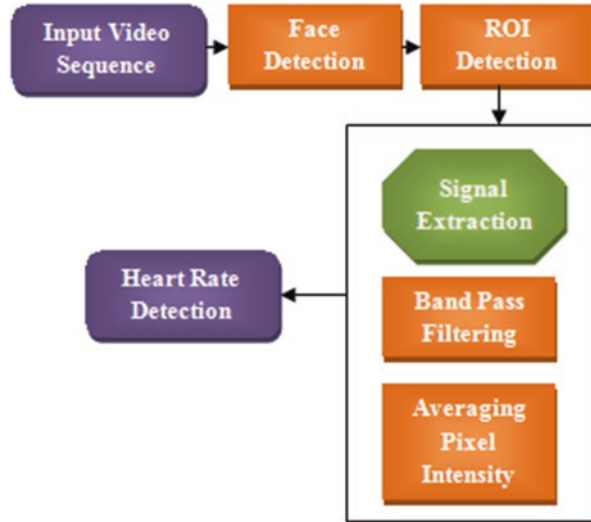 Input Video
Sequence
Face
Detection
ROI
Detection
Signal
Extraction
Heart Rate
Detection
Band Pass
Filtering
Averaging
Pixel
Intensity